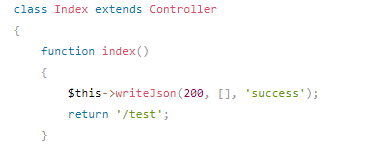 class Index extends Controller
{
    function index()
    {
        $this->writeJson(200, [], 'success');
        return '/test';
    }